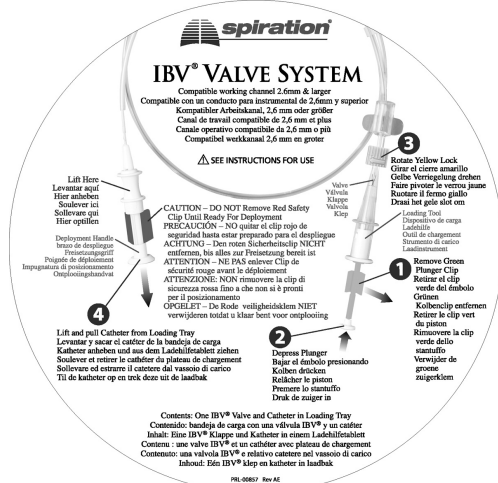 spiration®
IBV® VALVE SYSTEM
Compatible working channel 2.6mm & larger
Compatible con un conducto para instrumental de 2,6mm y superior
Kompatibler Arbeitskanal, 2,6 mm oder größer
Canal de travail compatible de 2,6 mm et plus
Canale operativo compatibile da 2,6 mm o più
Compatibel werkkanaal 2,6 mm en groter
⚠ SEE INSTRUCTIONS FOR USE
3
Rotate Yellow Lock
Girar el cierre amarillo
Gelbe Verriegelung drehen
Faire pivoter le verrou jaune
Ruotare il fermo giallo
Draai het gele slot om
Lift Here
Levantar aquí
Hier anheben
Soulever ici
Sollevare qui
Hier optillen
Valve
Válvula
Klappe
Valvola
Klep
CAUTION – DO NOT Remove Red Safety
Clip Until Ready For Deployment
PRECAUCIÓN – NO quitar el clip rojo de
seguridad hasta estar preparado para el despliegue
ACHTUNG – Den roten Sicherheitsclip NICHT
entfernen, bis alles zur Freisetzung bereit ist
ATTENTION – NE PAS enlever Clip de
sécurité rouge avant le déploiement
ATTENZIONE: NON rimuovere la clip di
sicurezza rossa fino a che non si è pronti
per il posizionamento
OPGELET – De Rode veiligheidsklem NIET
verwijderen totdat u klaar bent voor ontplooiing
Loading Tool
Dispositivo de carga
Ladehilfe
Outil de chargement
Strumento di carico
Laadinstrument
Deployment Handle
brazo de despliegue
Freisetzungsgriff
Poignée de déploiement
Impugnatura di posizionamento
Ontplooiingshandvat
1
Remove Green
Plunger Clip
Retirar el clip
verde del émbolo
Grünen
Kolbenclip entfernen
Retirer le clip vert
du piston
Rimuovere la clip
verde dello
stantuffo
Verwijder de
groene
zuigerklem
4
Lift and pull Catheter from Loading Tray
Levantar y sacar el catéter de la bandeja de carga
Katheter anheben und aus dem Ladehilfetablett ziehen
Soulever et retirer le cathéter du plateau de chargement
Sollevare ed estrarre il catetere dal vassoio di carico
Til de katheter op en trek deze uit de laadbak
2
Depress Plunger
Bajar el émbolo presionando
Kolben drücken
Relâcher le piston
Premere lo stantuffo
Druk de zuiger in
Contents: One IBV® Valve and Catheter in Loading Tray
Contenido: bandeja de carga con una válvula IBV® y un catéter
Inhalt: Eine IBV® Klappe und Katheter in einem Ladehilfetablett
Contenu : une valve IBV® et un cathéter avec plateau de chargement
Contenuto: una valvola IBV® e relativo catetere nel vassoio di carico
Inhoud: Eén IBV® klep en katheter in laadbak
PRL-00857 Rev AE